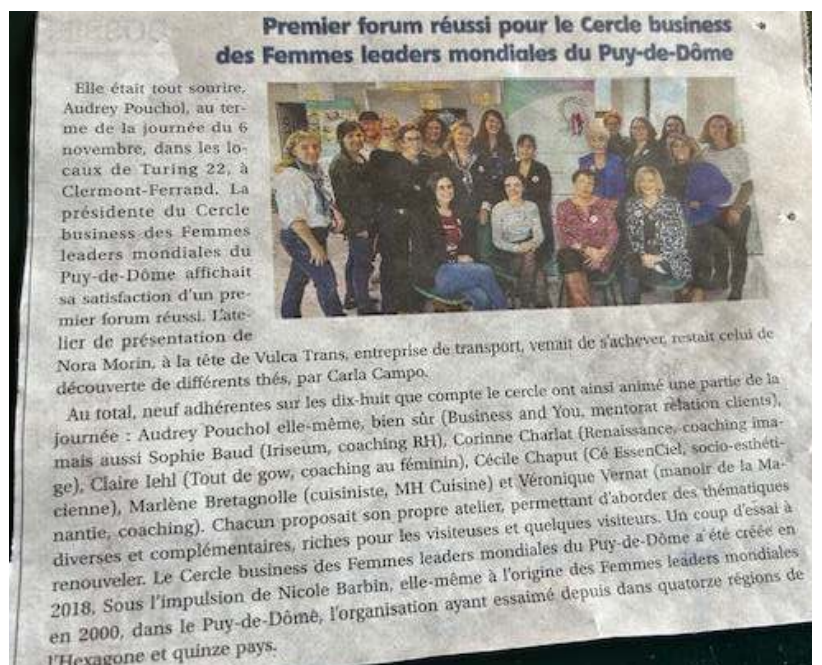 Premier forum réussi pour le Cercle business
des Femmes leaders mondiales du Puy-de-Dôme
Elle était tout sourire,
Audrey Pouchol, au ter-
me de la journée du 6
novembre, dans les lo-
caux de Turing 22, à
Clermont-Ferrand. La
présidente du Cercle
business des Femmes
leaders mondiales du
Puy-de-Dôme affichait
sa satisfaction d'un pre-
mier forum réussi. L'ate-
lier de présentation de
Nora Morin, à la tête de Vulca Trans, entreprise de transport, venait de s'achever, restait celui de
découverte de différents thés, par Carla Campo.
Au total, neuf adhérentes sur les dix-huit que compte le cercle ont ainsi animé une partie de la
journée : Audrey Pouchol elle-même, bien sûr (Business and You, mentorat relation clients),
mais aussi Sophie Baud (Iriseum, coaching RH), Corinne Charlat (Renaissance, coaching ima-
ge), Claire Iehl (Tout de gow, coaching au féminin), Cécile Chaput (Cé EssenCiel, socio-esthéti-
cienne), Marlène Bretagnolle (cuisiniste, MH Cuisine) et Véronique Vernat (manoir de la Ma-
nantie, coaching). Chacun proposait son propre atelier, permettant d'aborder des thématiques
diverses et complémentaires, riches pour les visiteuses et quelques visiteurs. Un coup d'essai à
renouveler. Le Cercle business des Femmes leaders mondiales du Puy-de-Dôme a été créée en
2018, Sous l'impulsion de Nicole Barbin, elle-même à l'origine des Femmes leaders mondiales
en 2000, dans le Puy-de-Dôme, l'organisation ayant essaimé depuis dans quatorze régions de
l'Hexagone et quinze pays.